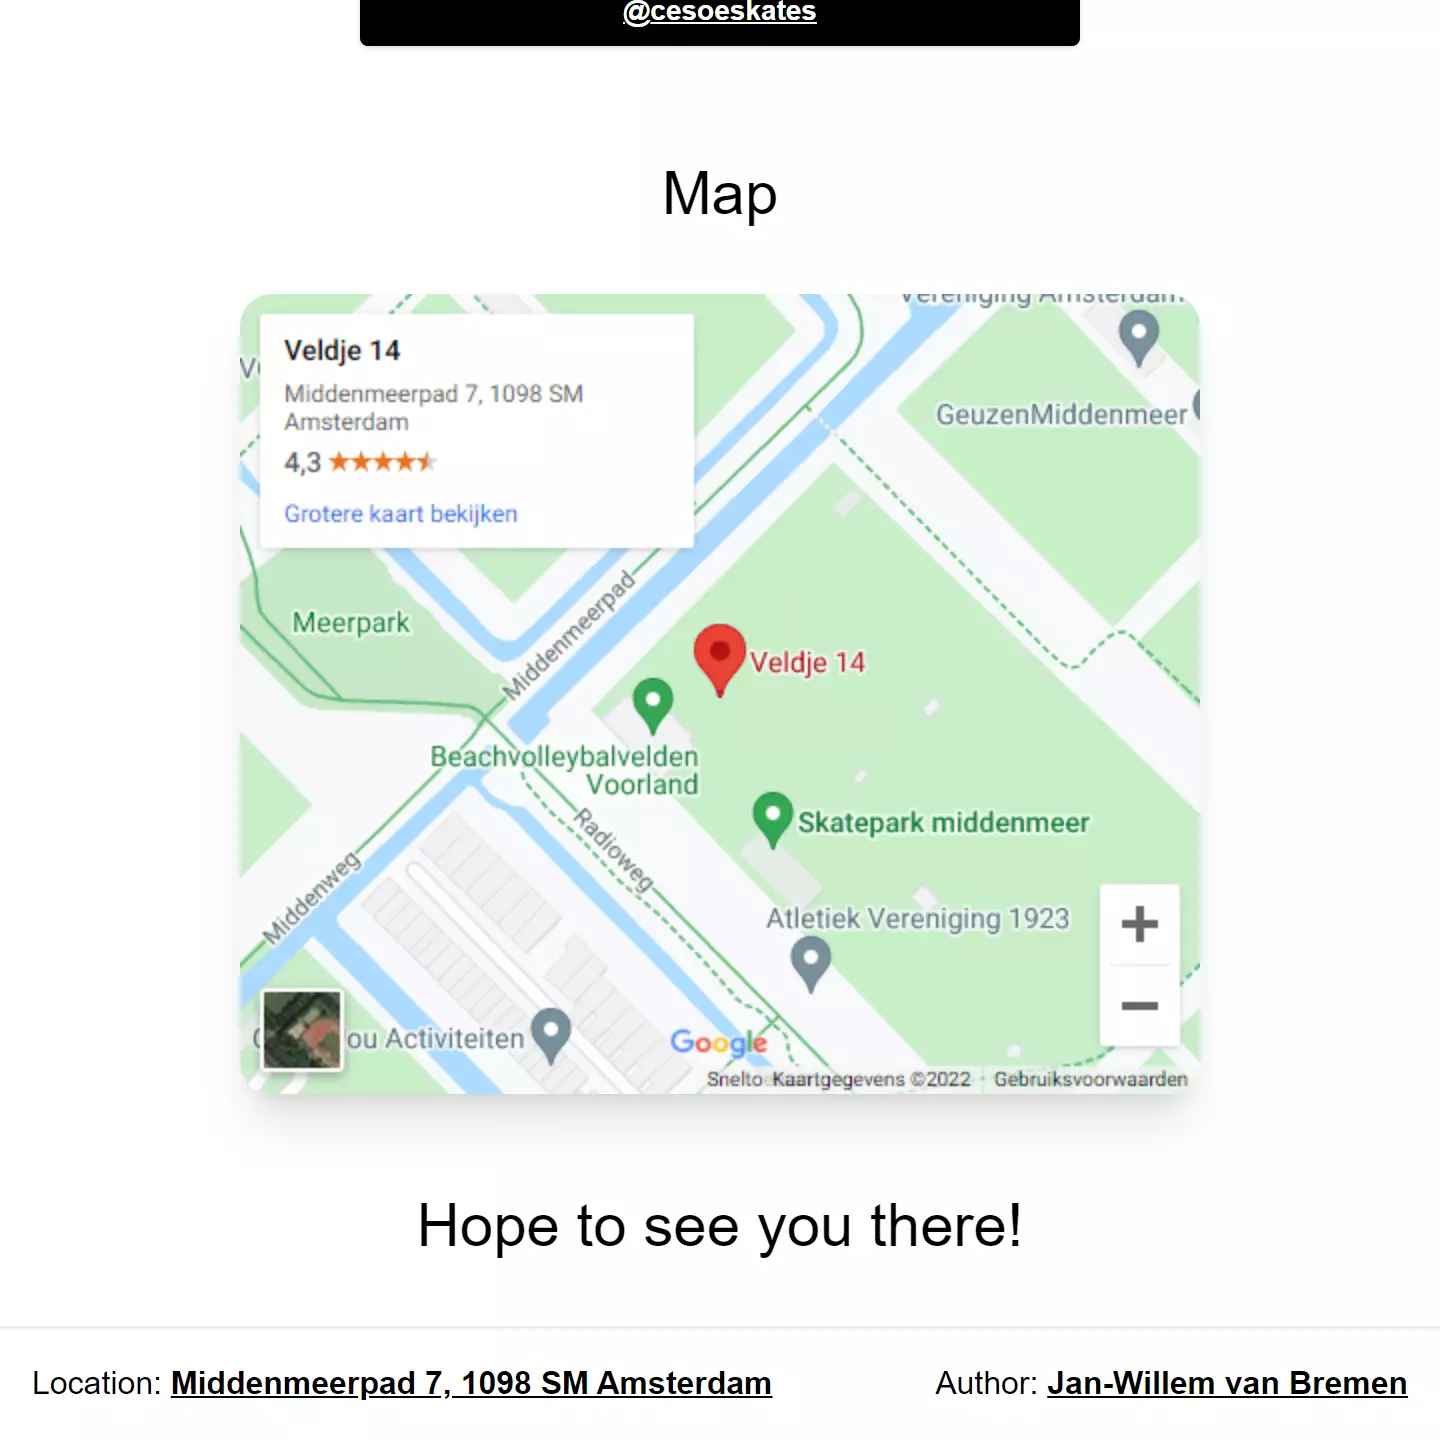 @cesoeskates
Map
Vereniging Amsterdam
Veldje 14
Middenmeerpad 7, 1098 SM
Amsterdam
4,3
Grotere kaart bekijken
GeuzenMiddenmeer
Meerpark
Middenmeerpad
Veldje 14
Beachvolleybalvelden
Voorland
Skatepark middenmeer
Radioweg
Middenweg
Atletiek Vereniging 1923
ou Activiteiten
Google
Snelto Kaartgegevens ©2022 Gebruiksvoorwaarden
Hope to see you there!
Location: Middenmeerpad 7, 1098 SM Amsterdam
Author: Jan-Willem van Bremen